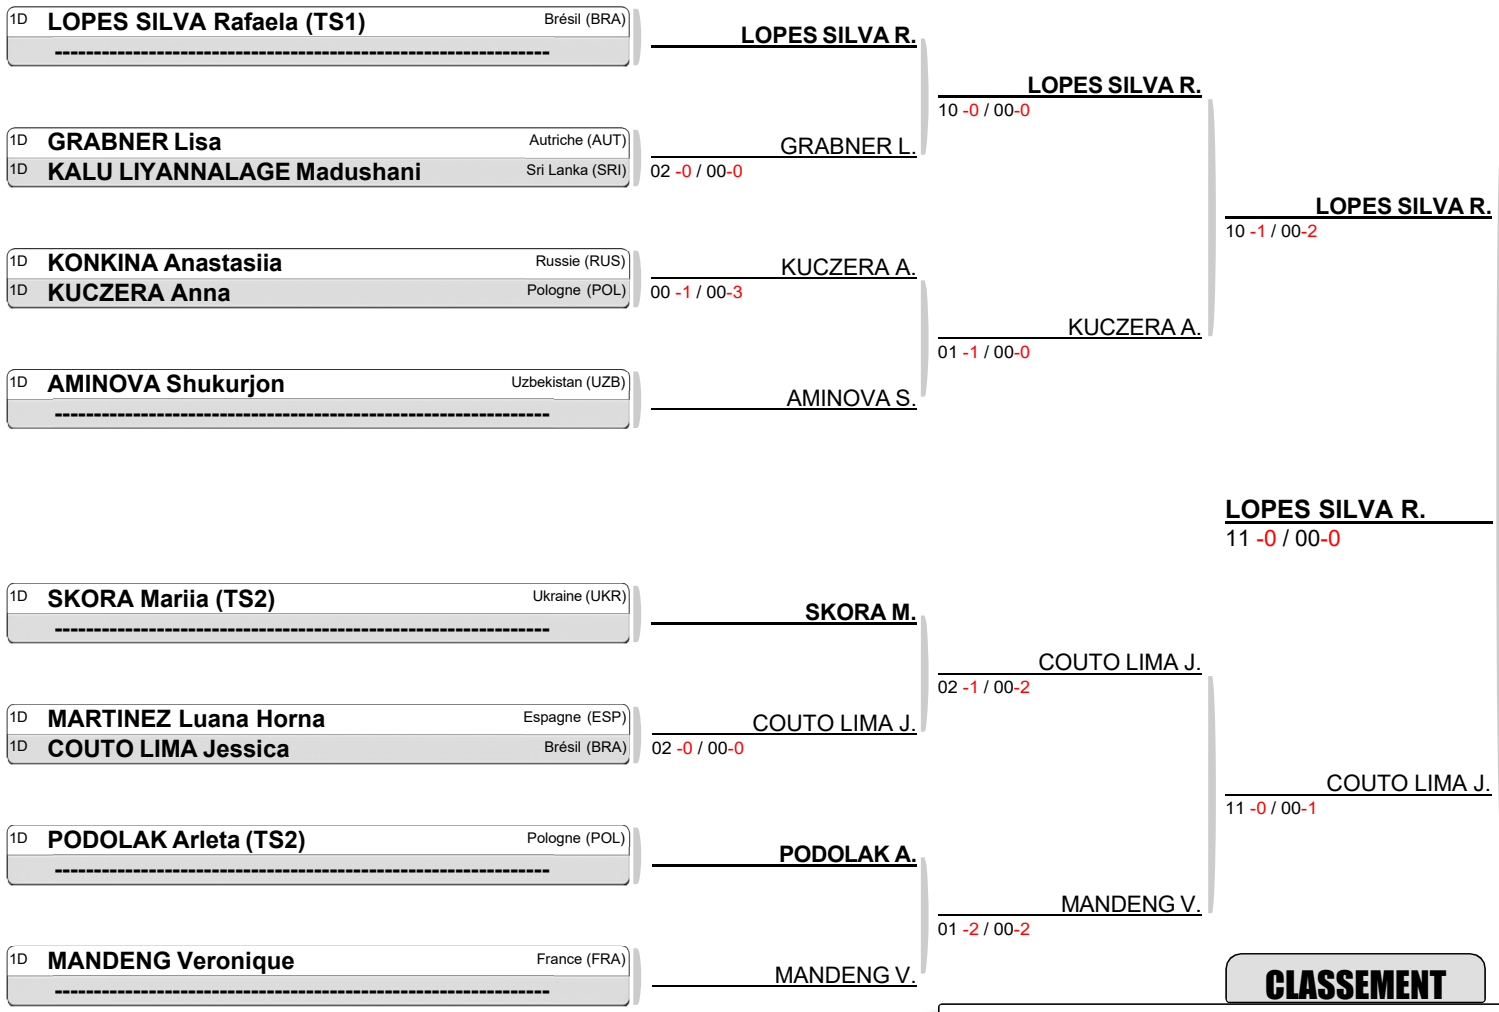 1D LOPES SILVA Rafaela (TS1) Brésil (BRA)
----------------------------------------------------------------
LOPES SILVA R.
LOPES SILVA R.
10 -0 / 00-0
1D GRABNER Lisa Autriche (AUT)
GRABNER L.
1D KALU LIYANNALAGE Madushani Sri Lanka (SRI)
02 -0 / 00-0
LOPES SILVA R.
10 -1 / 00-2
1D KONKINA Anastasiia Russie (RUS)
KUCZERA A.
1D KUCZERA Anna Pologne (POL)
00 -1 / 00-3
KUCZERA A.
01 -1 / 00-0
1D AMINOVA Shukurjon Uzbekistan (UZB)
AMINOVA S.
----------------------------------------------------------------
LOPES SILVA R.
11 -0 / 00-0
1D SKORA Mariia (TS2) Ukraine (UKR)
SKORA M.
----------------------------------------------------------------
COUTO LIMA J.
02 -1 / 00-2
1D MARTINEZ Luana Horna Espagne (ESP)
COUTO LIMA J.
1D COUTO LIMA Jessica Brésil (BRA)
02 -0 / 00-0
COUTO LIMA J.
11 -0 / 00-1
1D PODOLAK Arleta (TS2) Pologne (POL)
PODOLAK A.
----------------------------------------------------------------
MANDENG V.
01 -2 / 00-2
1D MANDENG Veronique France (FRA)
MANDENG V.
----------------------------------------------------------------
CLASSEMENT